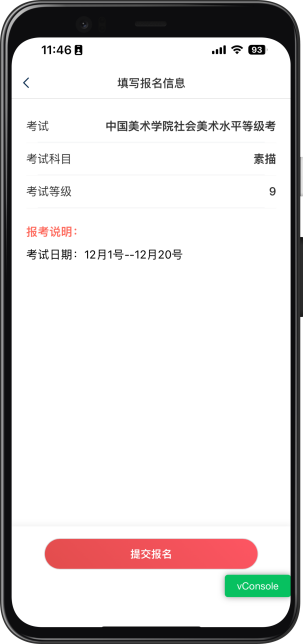 11:46 93
填写报名信息
考试 中国美术学院社会美术水平等级考
考试科目 素描
考试等级 9
报考说明：
考试日期：12月1号--12月20号
提交报名
vConsole